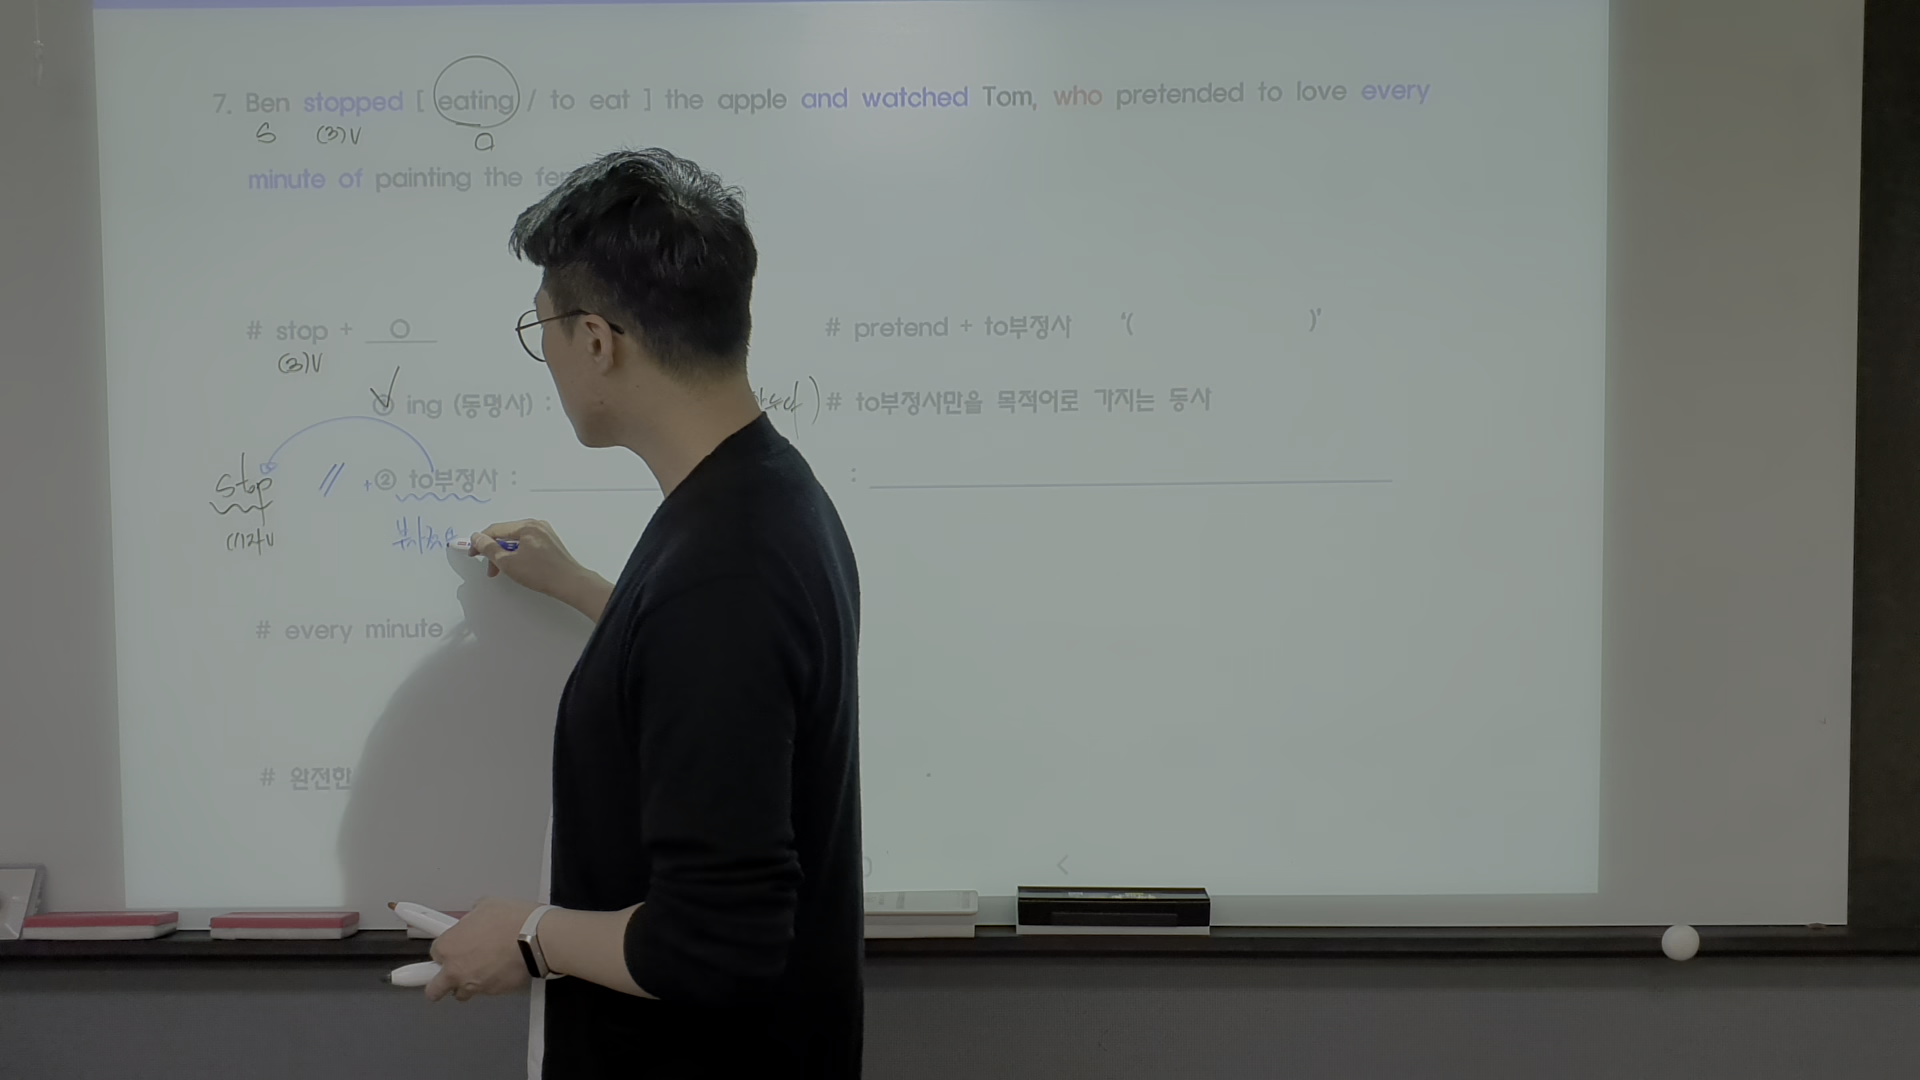 7. Ben stopped [ eating / to eat ] the apple and watched Tom, who pretended to love every
S (3)V O
minute of painting the
# stop + O
(3)V
① ing (동명사) :
stop // + ② to부정사 :
(1)V
# every minute
# 완전한
# pretend + to부정사 '( )'
# to부정사만을 목적어로 가지는 동사
: